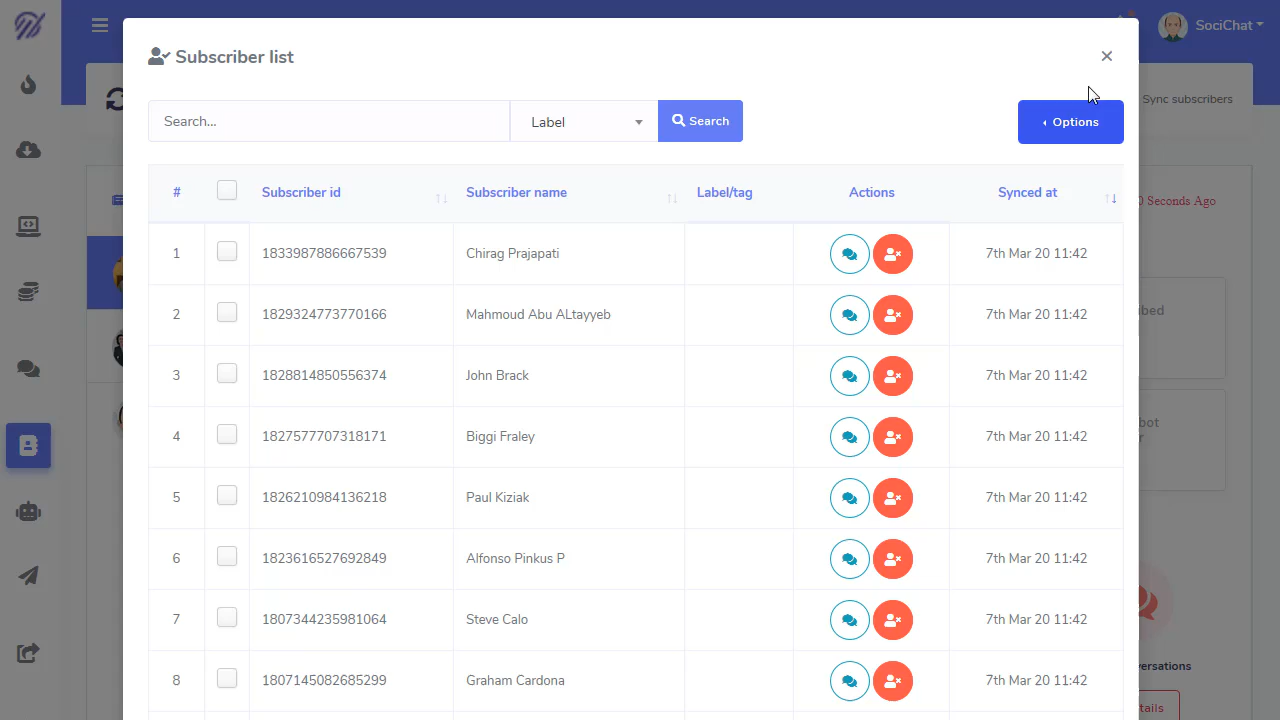 SociChat
Subscriber list
×
Sync subscribers
Search...
Label
Search
Options
# Subscriber id Subscriber name Label/tag Actions Synced at
0 Seconds Ago
1 1833987886667539 Chirag Prajapati 7th Mar 20 11:42
2 1829324773770166 Mahmoud Abu ALtayyeb 7th Mar 20 11:42
3 1828814850556374 John Brack 7th Mar 20 11:42
4 1827577707318171 Biggi Fraley 7th Mar 20 11:42
5 1826210984136218 Paul Kiziak 7th Mar 20 11:42
6 1823616527692849 Alfonso Pinkus P 7th Mar 20 11:42
7 1807344235981064 Steve Calo 7th Mar 20 11:42
8 1807145082685299 Graham Cardona 7th Mar 20 11:42